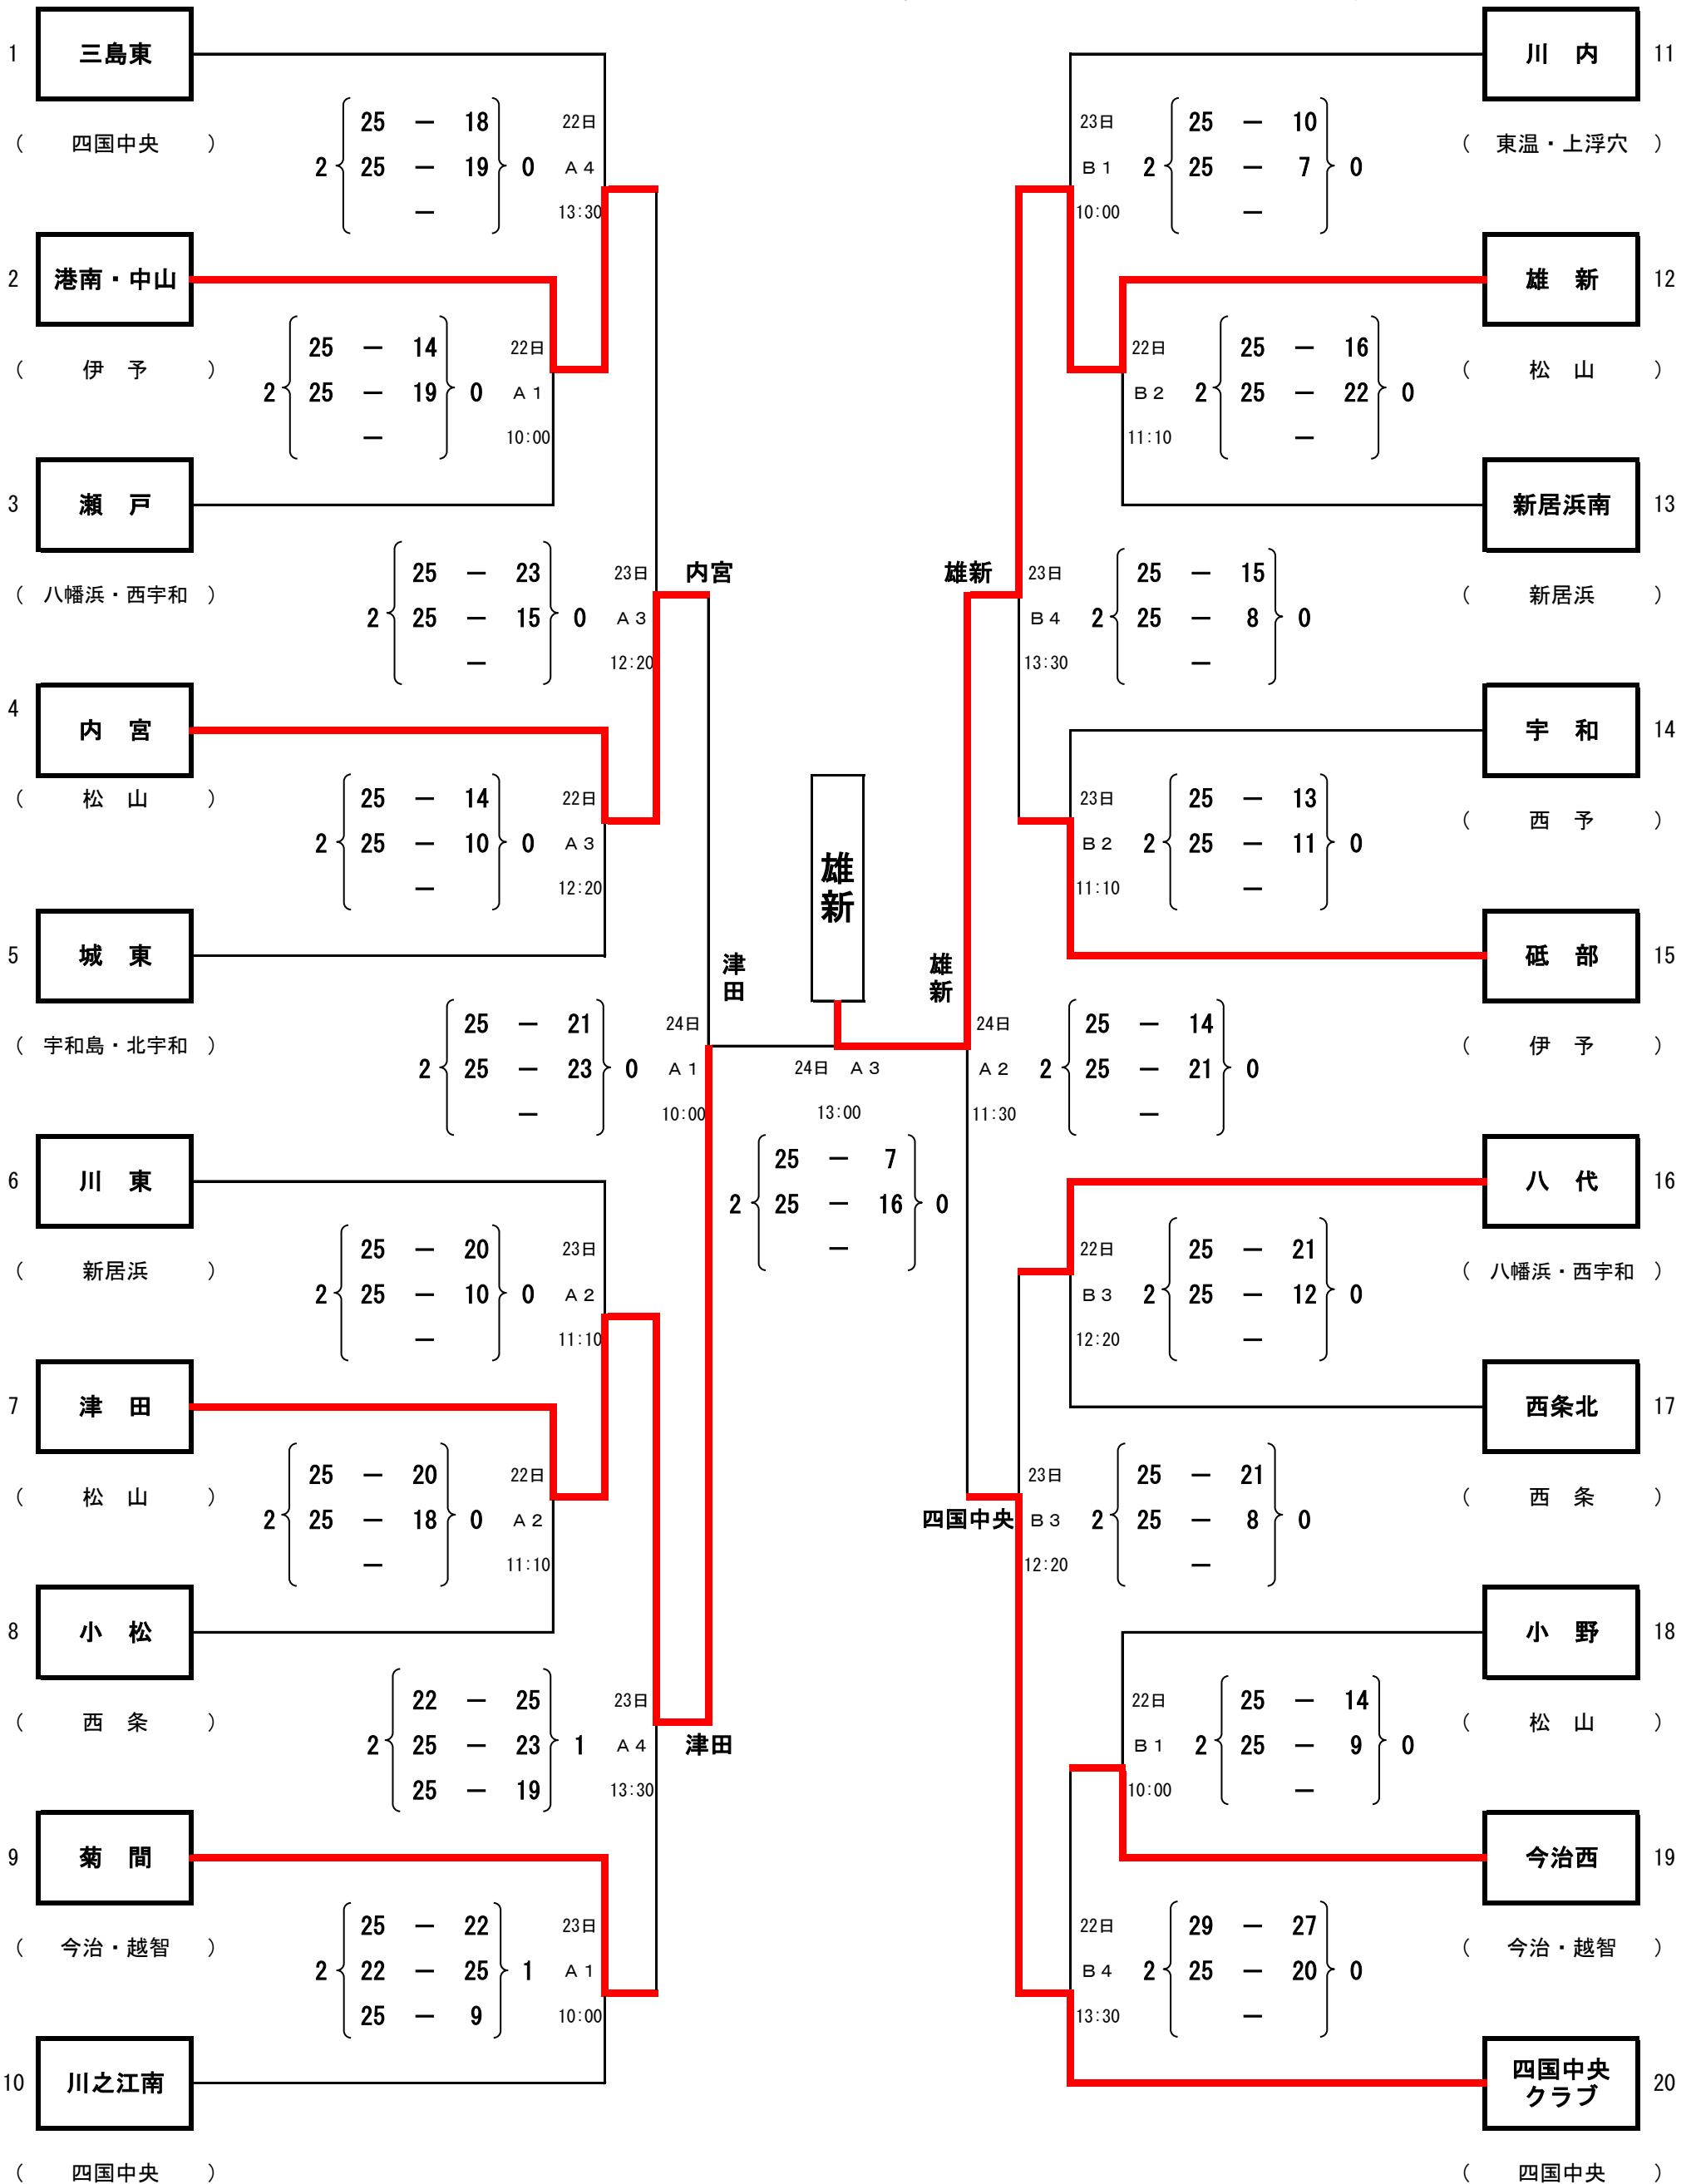 1 三島東
( 四国中央 )
25 — 18 22日
2 25 — 19 0 A4
— 13:30
2 港南・中山
( 伊 予 )
25 — 14 22日
2 25 — 19 0 A1
— 10:00
3 瀬 戸
( 八幡浜・西宇和 )
25 — 23 23日 内宮
2 25 — 15 0 A3
— 12:20
4 内 宮
( 松 山 )
25 — 14 22日
2 25 — 10 0 A3
— 12:20
5 城 東
( 宇和島・北宇和 )
津田
25 — 21 24日
2 25 — 23 0 A1
— 10:00
6 川 東
( 新居浜 )
25 — 20 23日
2 25 — 10 0 A2
— 11:10
7 津 田
( 松 山 )
25 — 20 22日
2 25 — 18 0 A2
— 11:10
8 小 松
( 西 条 )
22 — 25 23日
2 25 — 23 1 A4 津田
25 — 19 13:30
9 菊 間
( 今治・越智 )
25 — 22 23日
2 22 — 25 1 A1
25 — 9 10:00
10 川之江南
( 四国中央 )
雄新
24日 A3
13:00
25 — 7
2 25 — 16 0
—
川 内 11
( 東温・上浮穴 )
23日 25 — 10
B1 2 25 — 7 0
10:00 —
雄 新 12
( 松 山 )
22日 25 — 16
B2 2 25 — 22 0
11:10 —
新居浜南 13
( 新居浜 )
雄新 23日 25 — 15
B4 2 25 — 8 0
13:30 —
宇 和 14
( 西 予 )
23日 25 — 13
B2 2 25 — 11 0
11:10 —
砥 部 15
( 伊 予 )
雄新
24日 25 — 14
A2 2 25 — 21 0
11:30 —
八 代 16
( 八幡浜・西宇和 )
22日 25 — 21
B3 2 25 — 12 0
12:20 —
西条北 17
( 西 条 )
23日 25 — 21
四国中央 B3 2 25 — 8 0
12:20 —
小 野 18
( 松 山 )
22日 25 — 14
B1 2 25 — 9 0
10:00 —
今治西 19
( 今治・越智 )
22日 29 — 27
B4 2 25 — 20 0
13:30 —
四国中央
クラブ 20
( 四国中央 )